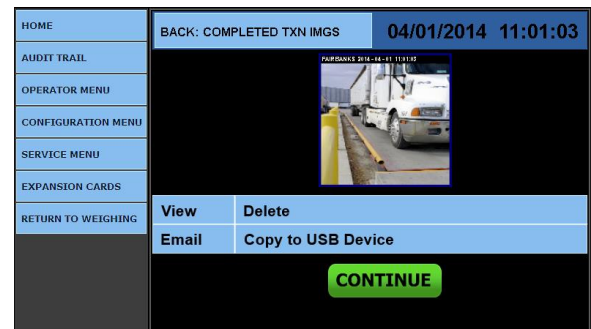 HOME
AUDIT TRAIL
OPERATOR MENU
CONFIGURATION MENU
SERVICE MENU
EXPANSION CARDS
RETURN TO WEIGHING
BACK: COMPLETED TXN IMGS
04/01/2014 11:01:03
FAIRBANKS 2014-04-01 11:01:03
View Delete
Email Copy to USB Device
CONTINUE